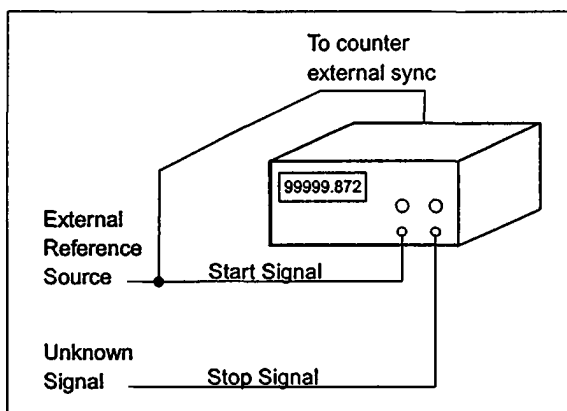 To counter
external sync
99999.872
External
Reference
Source
Start Signal
Unknown
Signal
Stop Signal